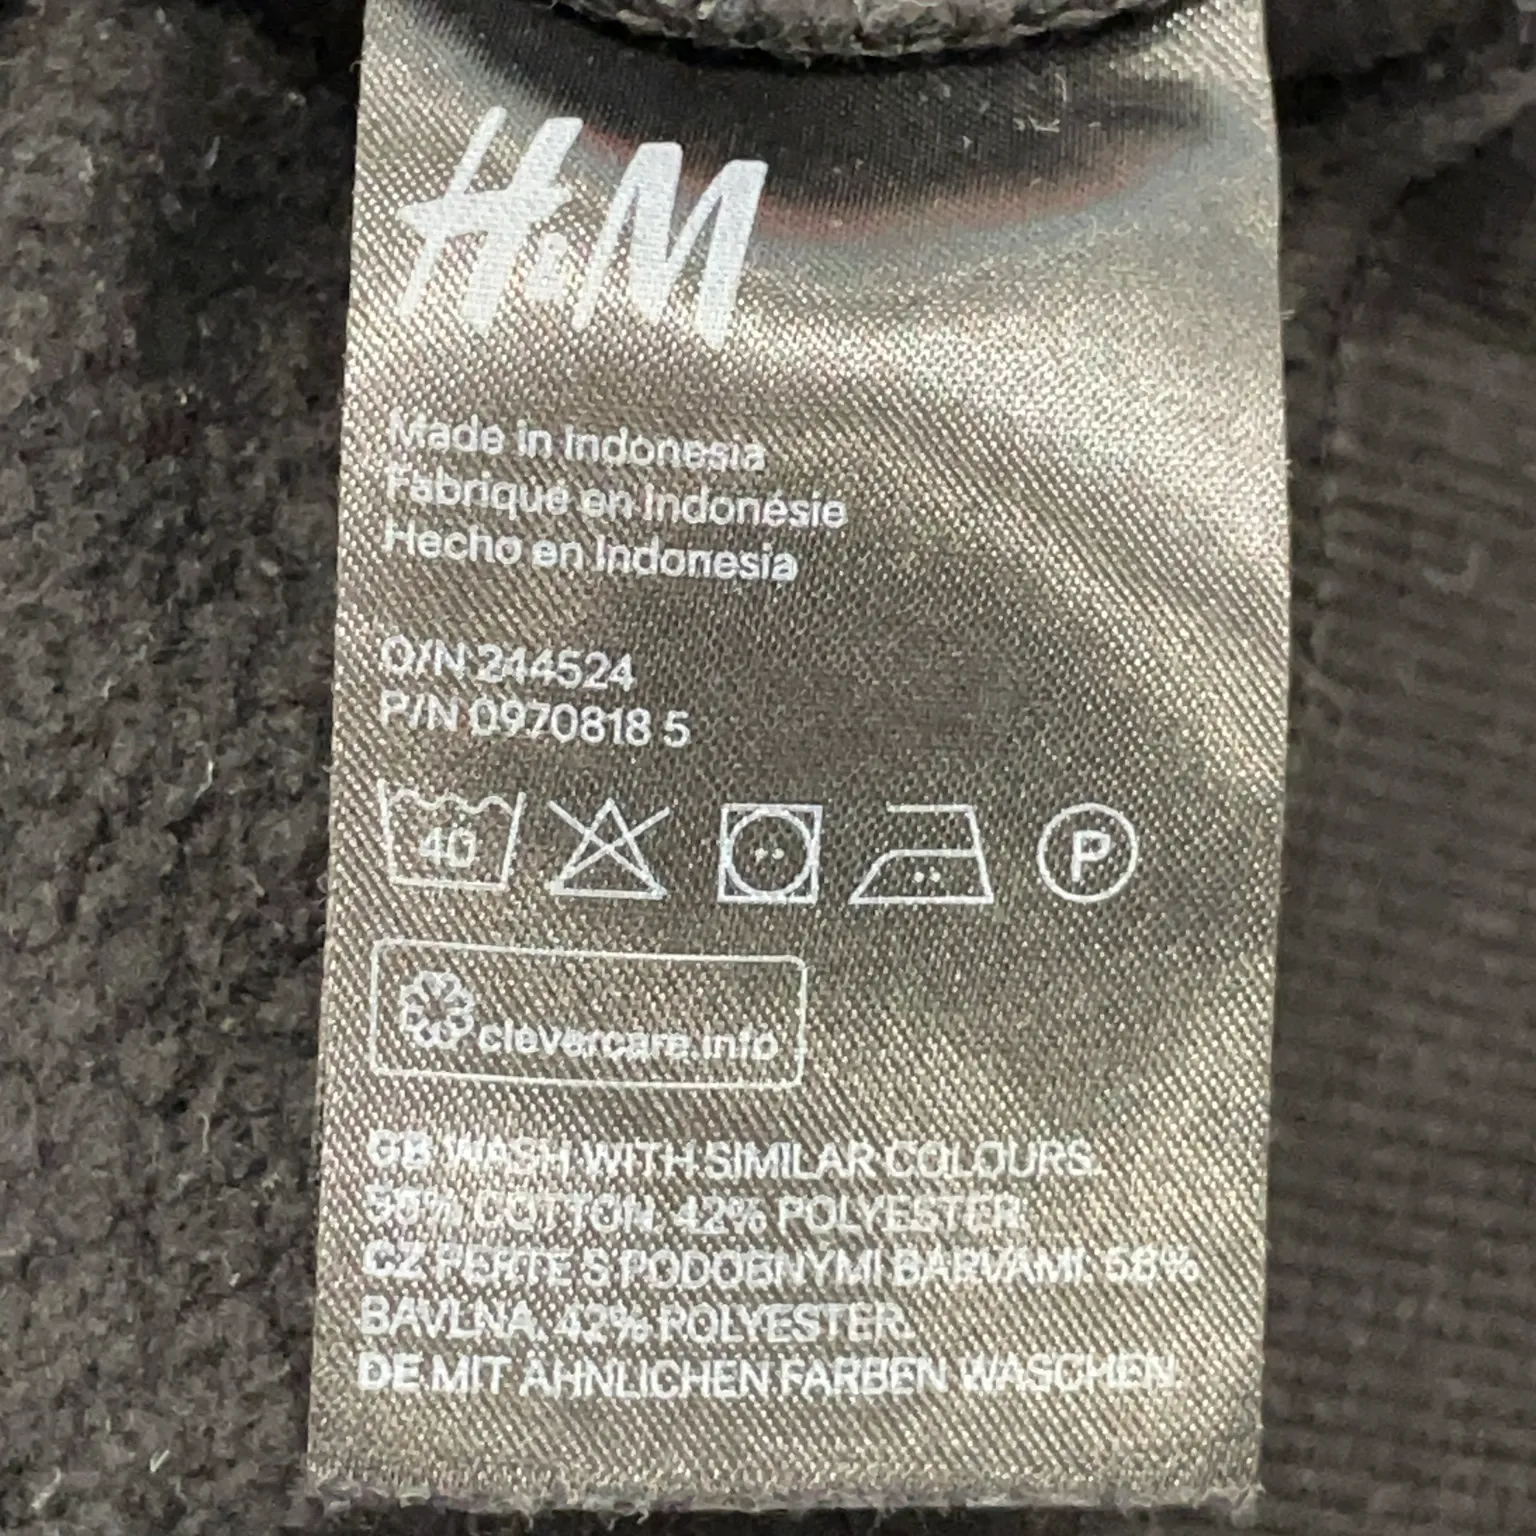 H&M
Made in Indonesia
Fabriqué en Indonésie
Hecho en Indonesia
O/N 244524
P/N 0970818 5
40
P
clevercare.info
GB WASH WITH SIMILAR COLOURS.
58% COTTON. 42% POLYESTER.
CZ PERTE S PODOBNÝMI BARVAMI. 58%
BAVLNA. 42% POLYESTER.
DE MIT ÄHNLICHEN FARBEN WASCHEN.